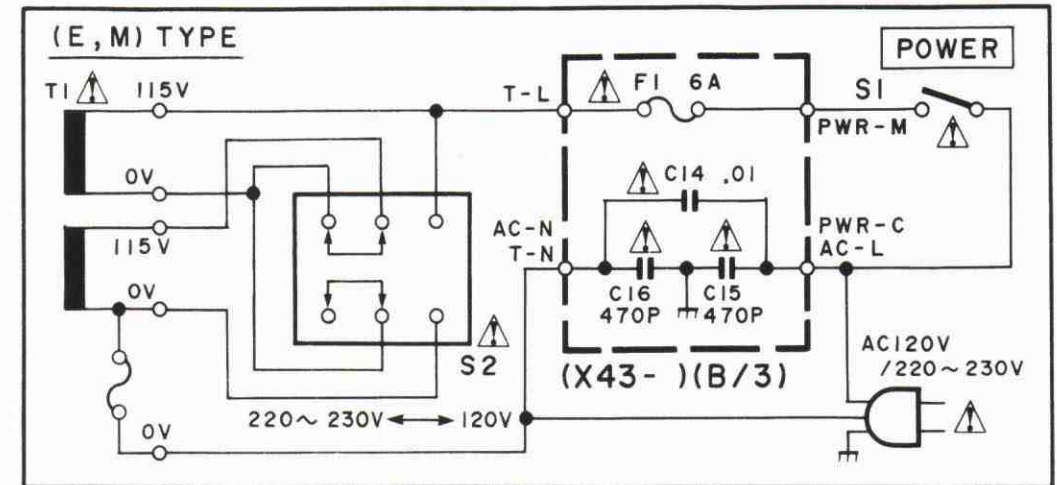 (E,M) TYPE
POWER
T1 115V
T-L
F1 6A
S1
PWR-M
0V
C14 .01
115V
AC-N
T-N
PWR-C
AC-L
0V
C16
470P
C15
470P
S2
(X43- )(B/3)
AC120V
/220~230V
220~230V 120V
0V